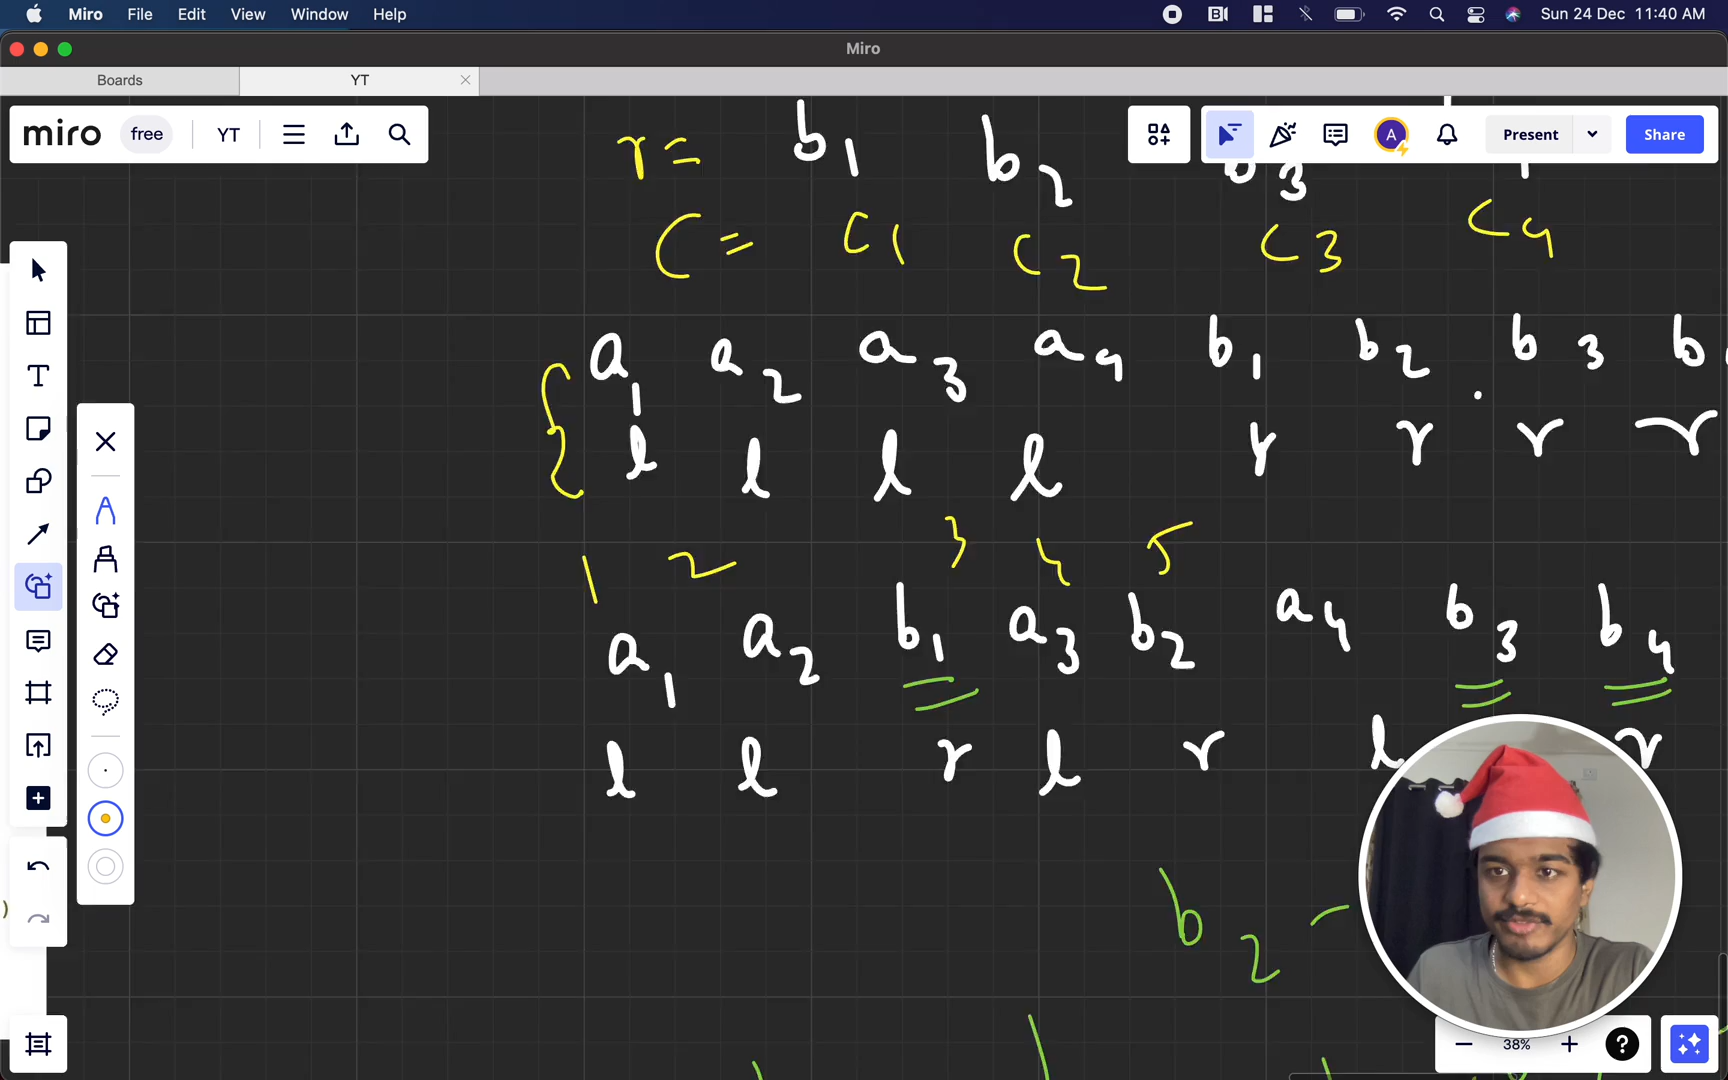 Miro File Edit View Window Help Sun 24 Dec 11:40 AM
Miro
Boards YT
miro free YT Present Share
r = b1 b2 b3
C = C1 C2 C3 C4
a1 a2 a3 a4 b1 b2 b3 b
l l l l r r r r
1 2 3 4 5
a1 a2 b1 a3 b2 a4 b3 b4
l l r l r l r
b2 -
38%